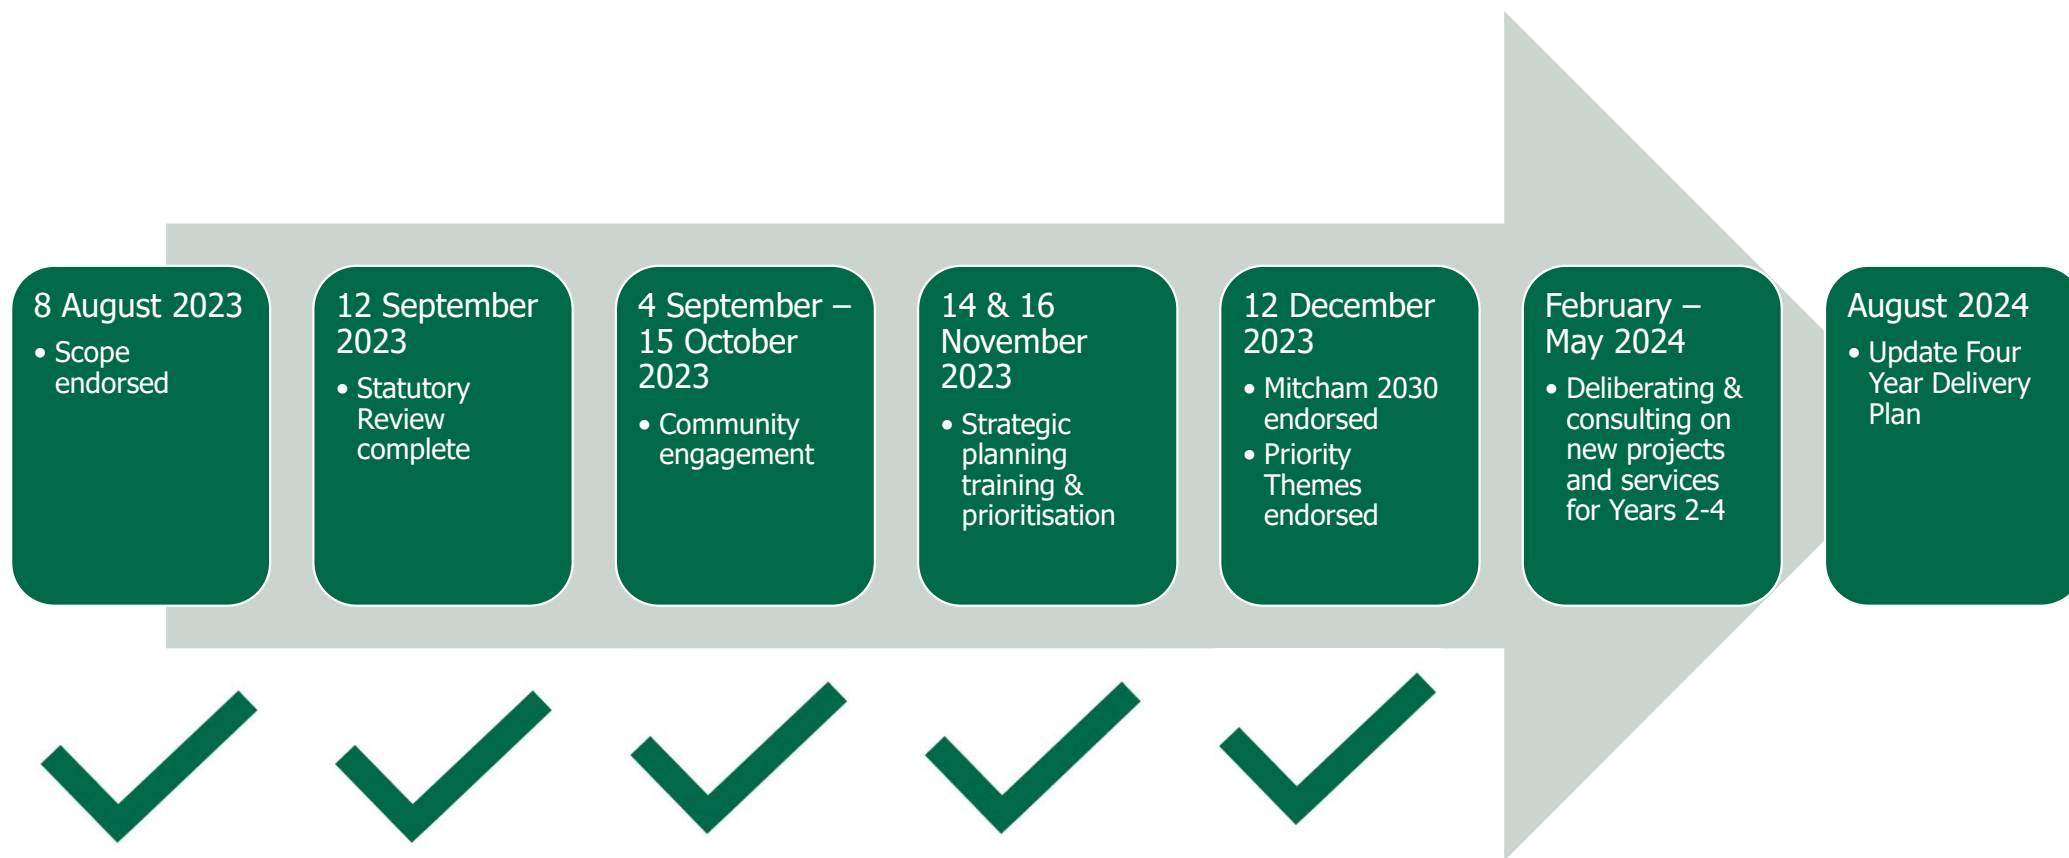 8 August 2023
• Scope
endorsed
12 September
2023
• Statutory
Review
complete
4 September –
15 October
2023
• Community
engagement
14 & 16
November
2023
• Strategic
planning
training &
prioritisation
12 December
2023
• Mitcham 2030
endorsed
• Priority
Themes
endorsed
February –
May 2024
• Deliberating &
consulting on
new projects
and services
for Years 2-4
August 2024
• Update Four
Year Delivery
Plan